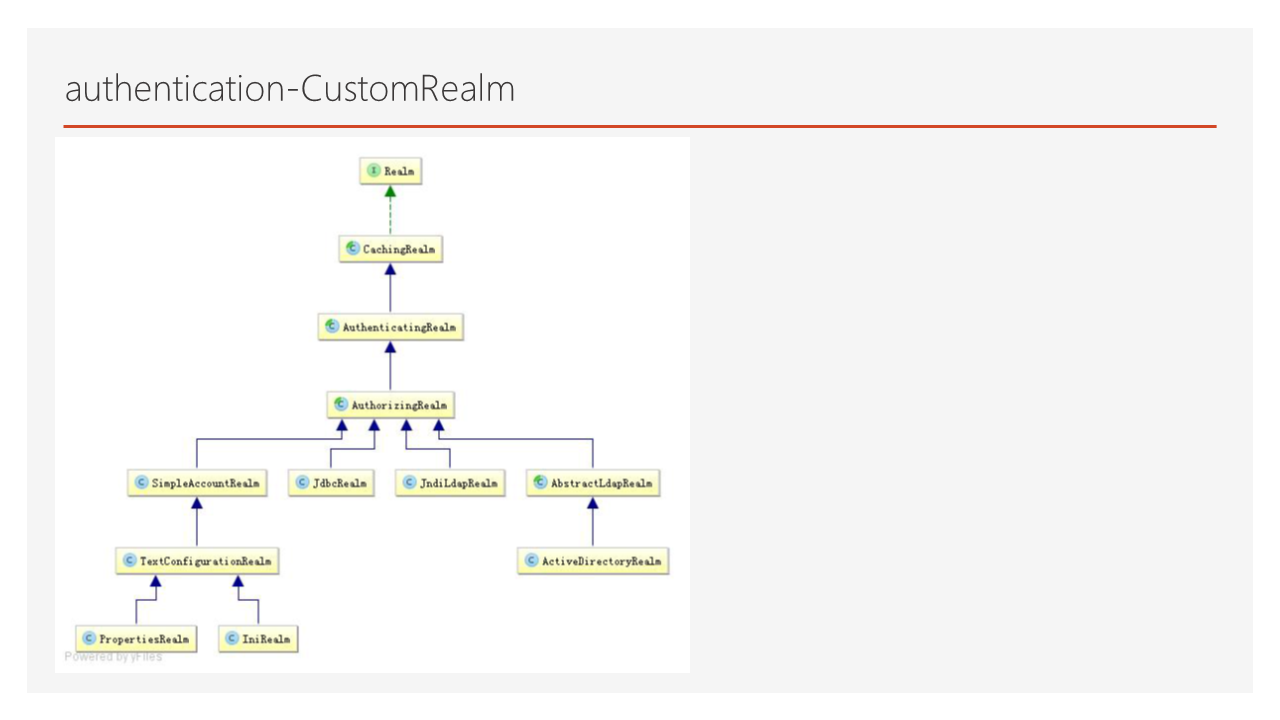 authentication-CustomRealm
I Realm
C CachingRealm
C AuthenticatingRealm
C AuthorizingRealm
C SimpleAccountRealm C JdbcRealm C JndiLdapRealm C AbstractLdapRealm
C TextConfigurationRealm C ActiveDirectoryRealm
C PropertiesRealm C IniRealm
Powered by yFiles